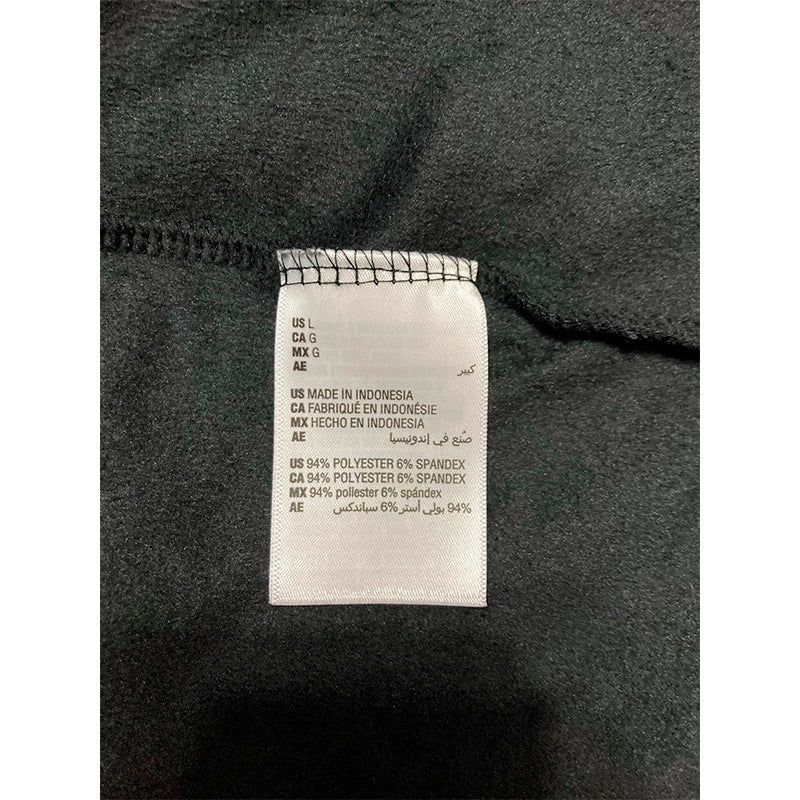 US L
CA G
MX G
AE كبير
US MADE IN INDONESIA
CA FABRIQUÉ EN INDONÉSIE
MX HECHO EN INDONESIA
AE صُنع في إندونيسيا
US 94% POLYESTER 6% SPANDEX
CA 94% POLYESTER 6% SPANDEX
MX 94% poliester 6% spándex
AE 94% بولي أستر 6% سباندكس